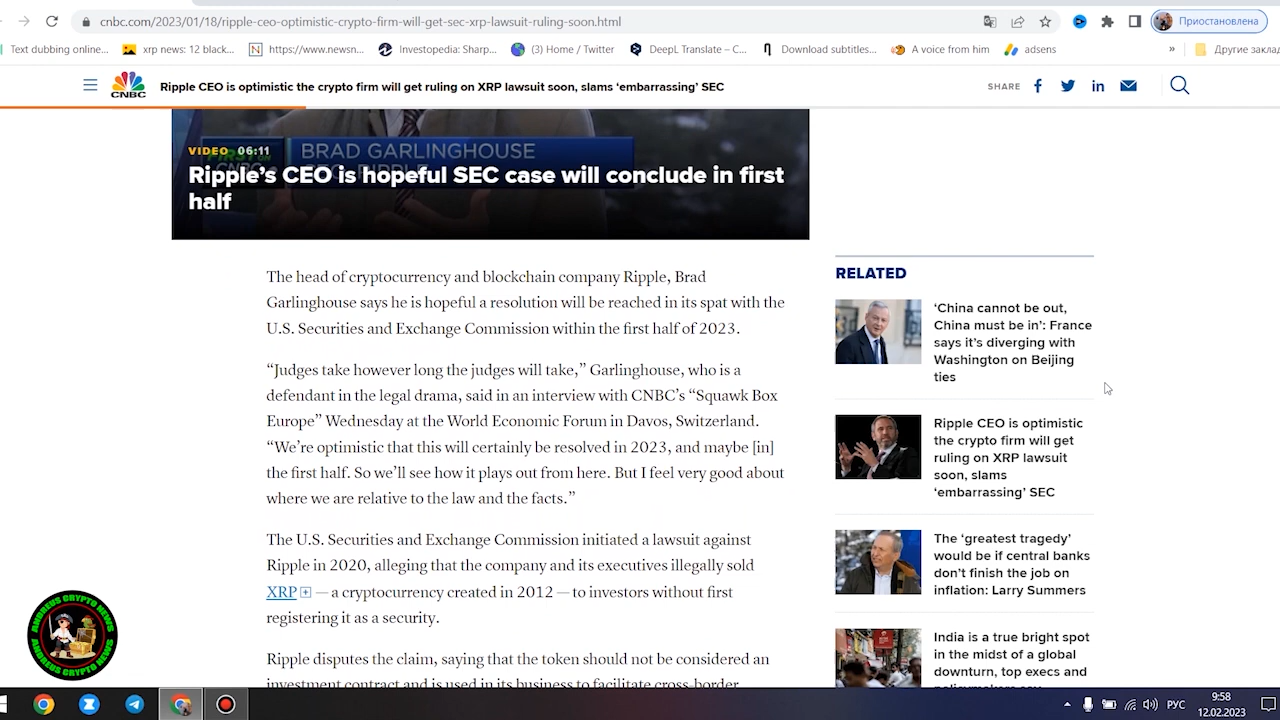 cnbc.com/2023/01/18/ripple-ceo-optimistic-crypto-firm-will-get-sec-xrp-lawsuit-ruling-soon.html
Приостановлена
Text dubbing online...
xrp news: 12 black...
https://www.newsn...
Investopedia: Sharp...
(3) Home / Twitter
DeepL Translate – C...
Download subtitles...
A voice from him
adsens
»
Другие закла
CNBC
Ripple CEO is optimistic the crypto firm will get ruling on XRP lawsuit soon, slams ‘embarrassing’ SEC
SHARE
BRAD GARLINGHOUSE
VIDEO 06:11
Ripple’s CEO is hopeful SEC case will conclude in first
half
The head of cryptocurrency and blockchain company Ripple, Brad
Garlinghouse says he is hopeful a resolution will be reached in its spat with the
U.S. Securities and Exchange Commission within the first half of 2023.
“Judges take however long the judges will take,” Garlinghouse, who is a
defendant in the legal drama, said in an interview with CNBC’s “Squawk Box
Europe” Wednesday at the World Economic Forum in Davos, Switzerland.
“We’re optimistic that this will certainly be resolved in 2023, and maybe [in]
the first half. So we’ll see how it plays out from here. But I feel very good about
where we are relative to the law and the facts.”
The U.S. Securities and Exchange Commission initiated a lawsuit against
Ripple in 2020, alleging that the company and its executives illegally sold
XRP — a cryptocurrency created in 2012 — to investors without first
registering it as a security.
Ripple disputes the claim, saying that the token should not be considered an
investment contract and is used in its business to facilitate cross-border
RELATED
‘China cannot be out,
China must be in’: France
says it’s diverging with
Washington on Beijing
ties
Ripple CEO is optimistic
the crypto firm will get
ruling on XRP lawsuit
soon, slams
‘embarrassing’ SEC
The ‘greatest tragedy’
would be if central banks
don’t finish the job on
inflation: Larry Summers
India is a true bright spot
in the midst of a global
downturn, top execs and
policymakers say
ANDREUS CRYPTO NEWS
ANDREUS CRYPTO NEWS
РУС
9:58
12.02.2023